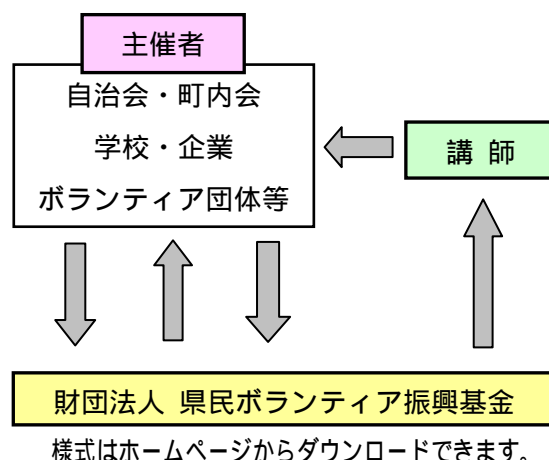 主催者
自治会・町内会
学校・企業
ボランティア団体等
講 師
財団法人 県民ボランティア振興基金
様式はホームページからダウンロードできます。